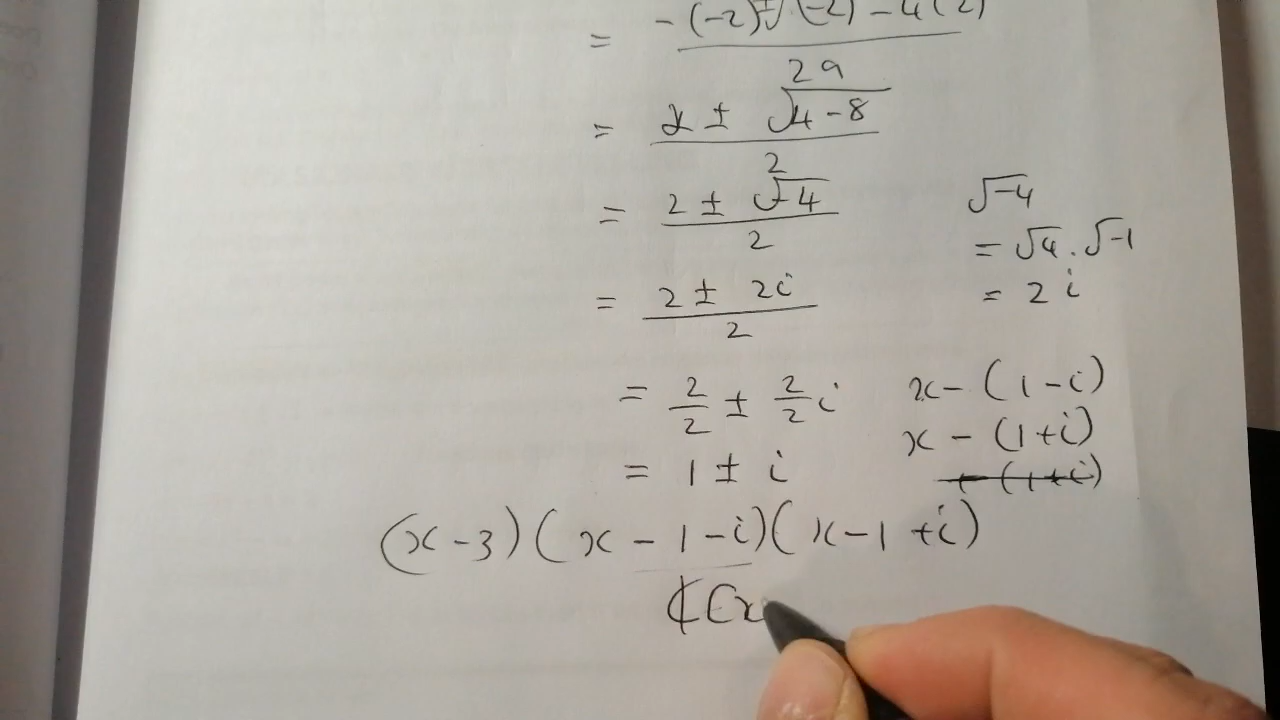 = -(-2) ± √(-2) - 4(2)
2a
= 2 ± √4-8
2
= 2 ± √-4
2
√-4
= √4 . √-1
= 2 i
= 2 ± 2i
2
= 2/2 ± 2/2 i
= 1 ± i
x - (1-i)
x - (1+i)
+ (1+i)
(x-3)(x-1-i)(x-1+i)
((x